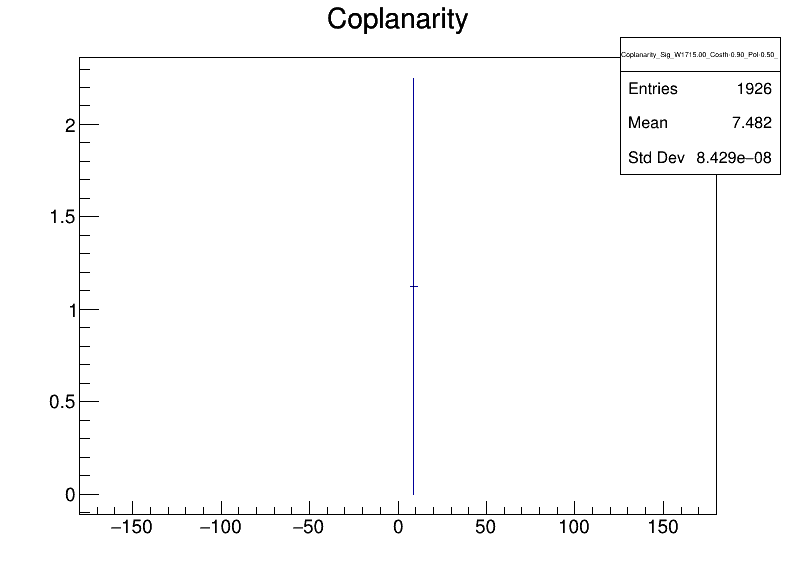 Coplanarity
Coplanarity_Sig_W1715.00_Costh-0.90_Pol-0.50_
Entries 1926
Mean 7.482
Std Dev 8.429e−08
2
1.5
1
0.5
0
−150 −100 −50 0 50 100 150